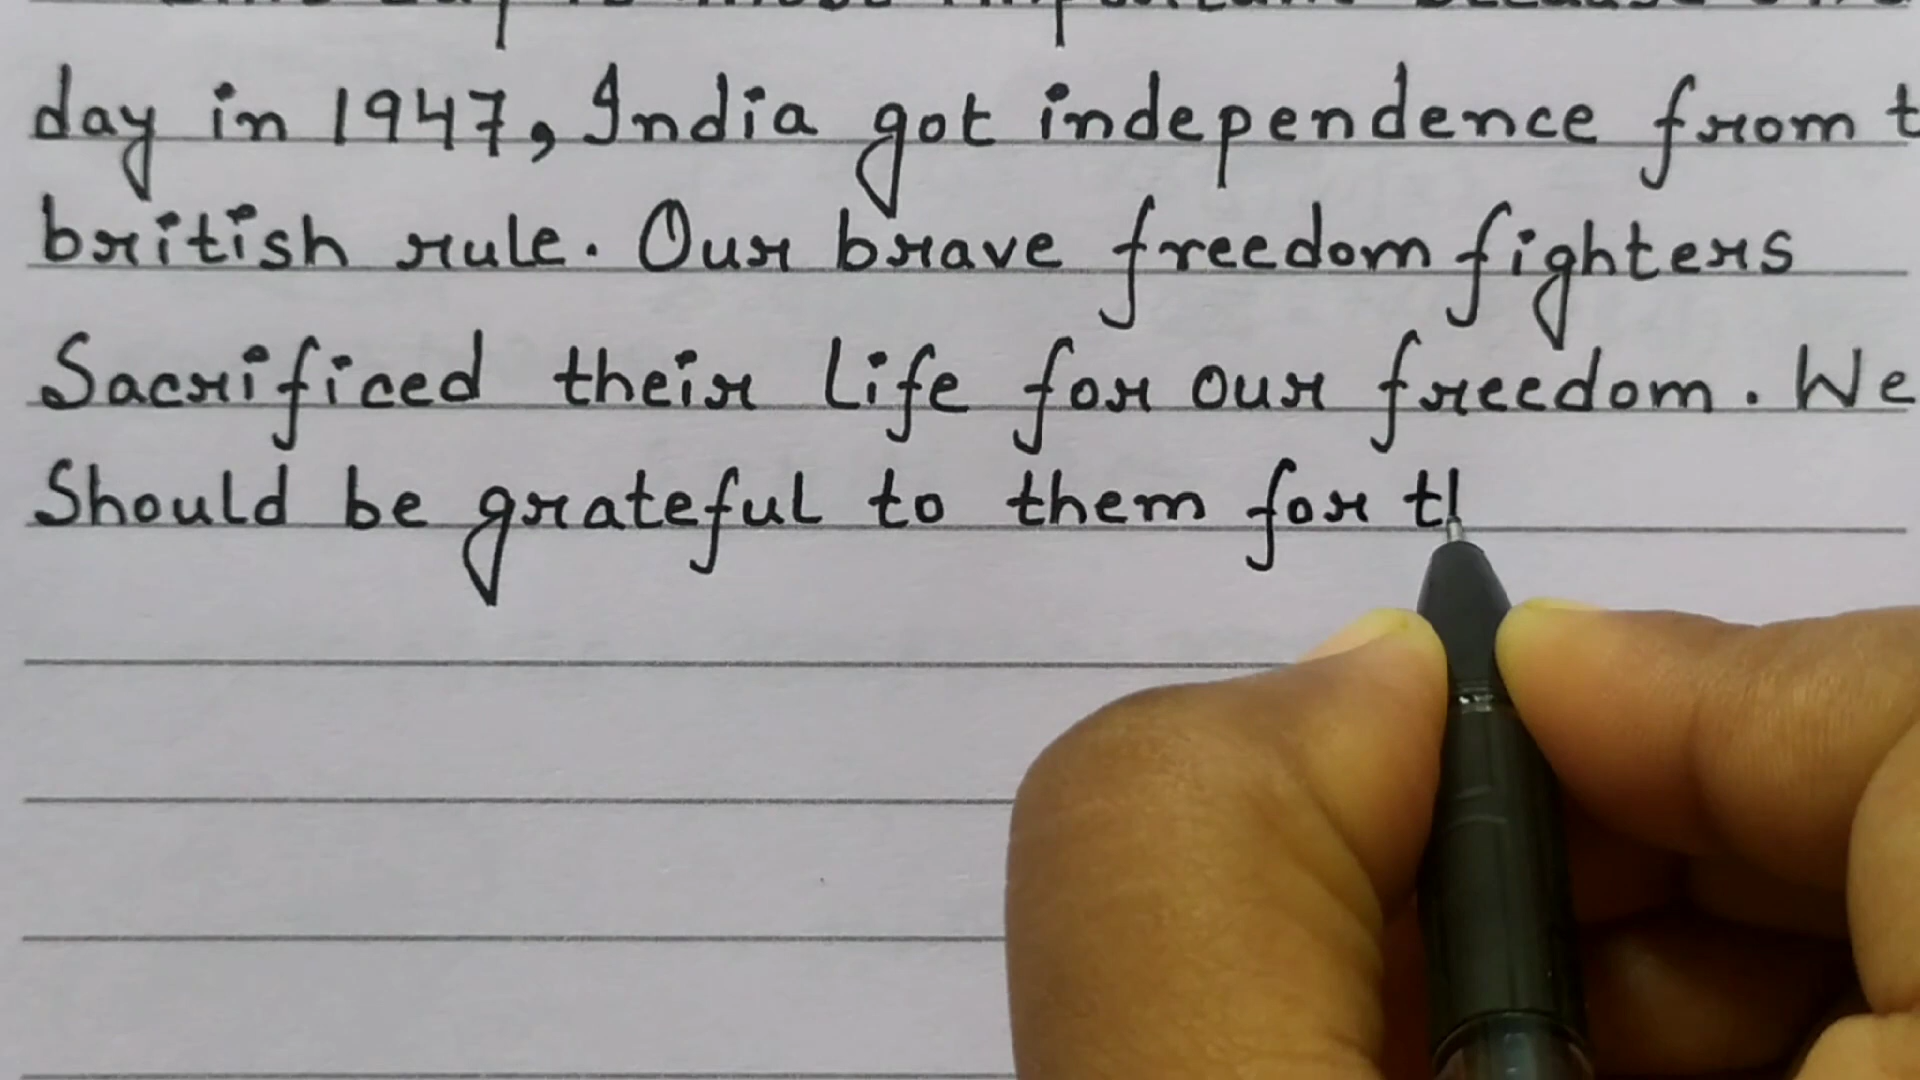 day in 1947, India got independence from t
british rule. Our brave freedom fighters
Sacrificed their life for our freedom. We
Should be grateful to them for t